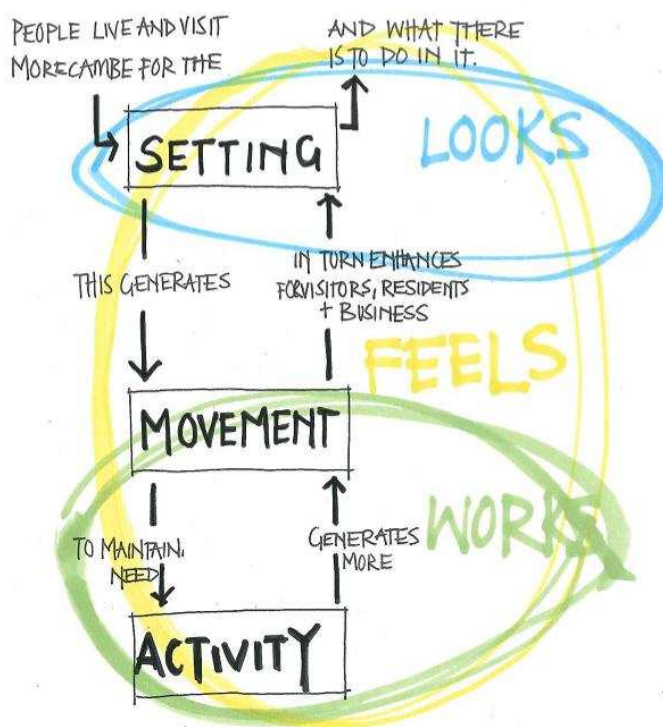 PEOPLE LIVE AND VISIT
MORECAMBE FOR THE
AND WHAT THERE
IS TO DO IN IT.
SETTING
LOOKS
THIS GENERATES
IN TURN ENHANCES
FOR VISITORS, RESIDENTS
+ BUSINESS
FEELS
MOVEMENT
WORKS
TO MAINTAIN,
NEED
GENERATES
MORE
ACTIVITY